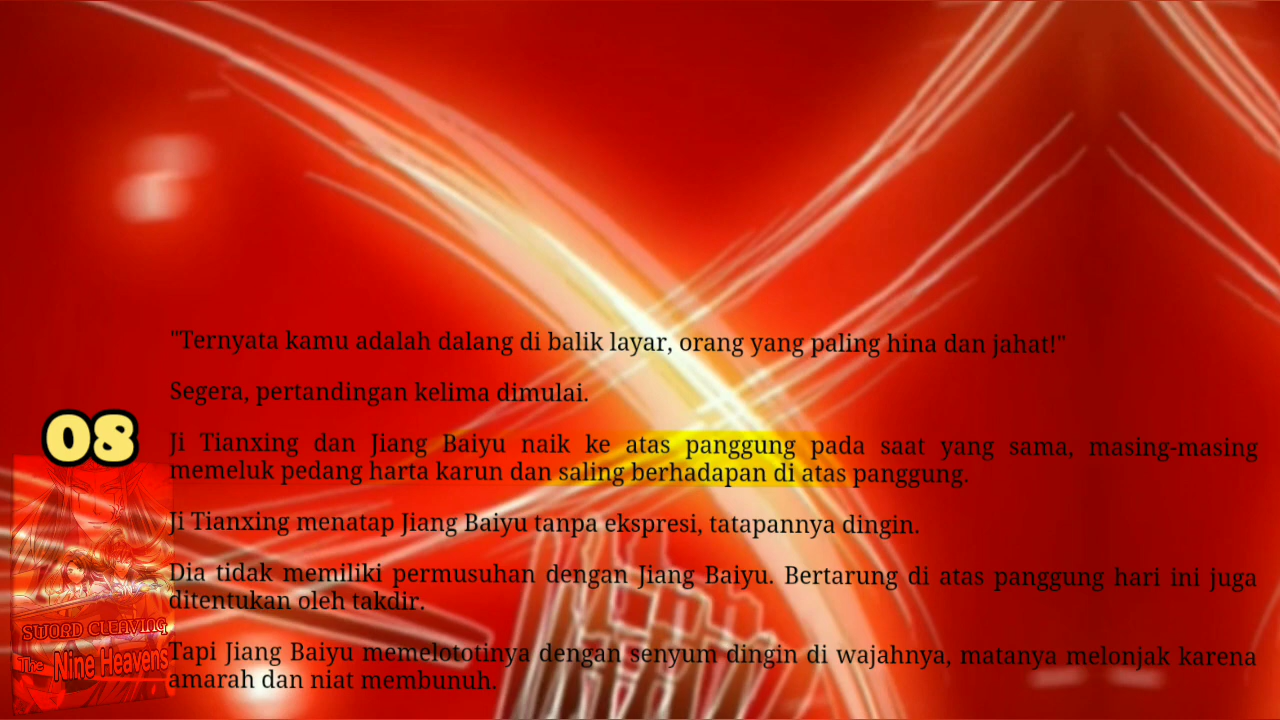 "Ternyata kamu adalah dalang di balik layar, orang yang paling hina dan jahat!"
Segera, pertandingan kelima dimulai.
Ji Tianxing dan Jiang Baiyu naik ke atas panggung pada saat yang sama, masing-masing
memeluk pedang harta karun dan saling berhadapan di atas panggung.
Ji Tianxing menatap Jiang Baiyu tanpa ekspresi, tatapannya dingin.
Dia tidak memiliki permusuhan dengan Jiang Baiyu. Bertarung di atas panggung hari ini juga
ditentukan oleh takdir.
Tapi Jiang Baiyu memelototinya dengan senyum dingin di wajahnya, matanya melonjak karena
amarah dan niat membunuh.
08
SWORD CLEAVING
The Nine Heavens